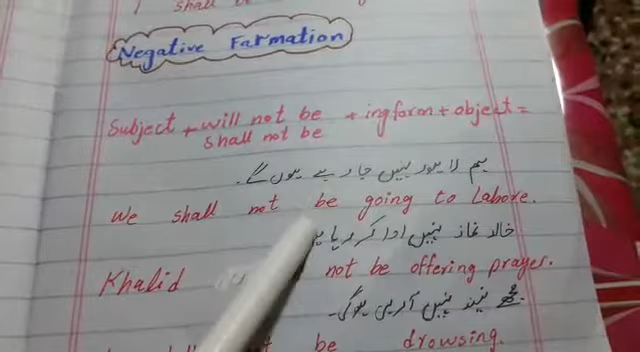 shall be
Negative Farmation
Subject + will not be + ing form + object =
shall not be
ہم لاہور نہیں جا رہے ہوں گے۔
We shall not be going to Lahore.
خالد نماز نہیں ادا کر رہا
Khalid not be offering prayer.
مجھے نیند نہیں آ رہی ہوگی۔
be drowsing.